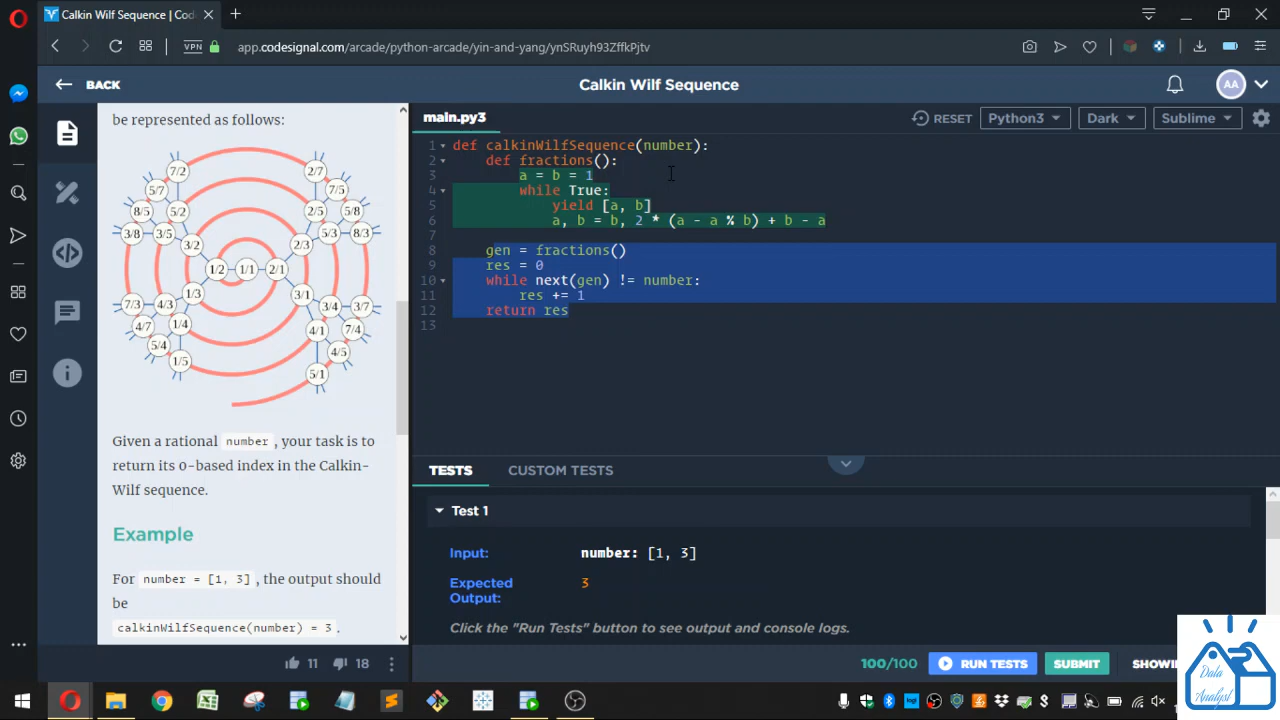 Calkin Wilf Sequence | Cod
VPN
app.codesignal.com/arcade/python-arcade/yin-and-yang/ynSRuyh93ZffkPjtv
BACK
Calkin Wilf Sequence
AA
be represented as follows:
7/2
2/7
5/7
7/5
8/5
5/2
2/5
5/8
3/8
3/5
3/2
2/3
5/3
8/3
1/2
1/1
2/1
7/3
4/3
1/3
3/1
3/4
3/7
4/7
1/4
4/1
7/4
5/4
1/5
4/5
5/1
Given a rational number, your task is to
return its 0-based index in the Calkin-
Wilf sequence.
Example
For number = [1, 3], the output should
be
calkinWilfSequence(number) = 3.
11
18
main.py3
RESET
Python3
Dark
Sublime
1 def calkinWilfSequence(number):
2 def fractions():
3 a = b = 1
4 while True:
5 yield [a, b]
6 a, b = b, 2 * (a - a % b) + b - a
7
8 gen = fractions()
9 res = 0
10 while next(gen) != number:
11 res += 1
12 return res
13
TESTS
CUSTOM TESTS
Test 1
Input:
number: [1, 3]
Expected
Output:
3
Click the "Run Tests" button to see output and console logs.
100/100
RUN TESTS
SUBMIT
SHOWI
Data
Analyst